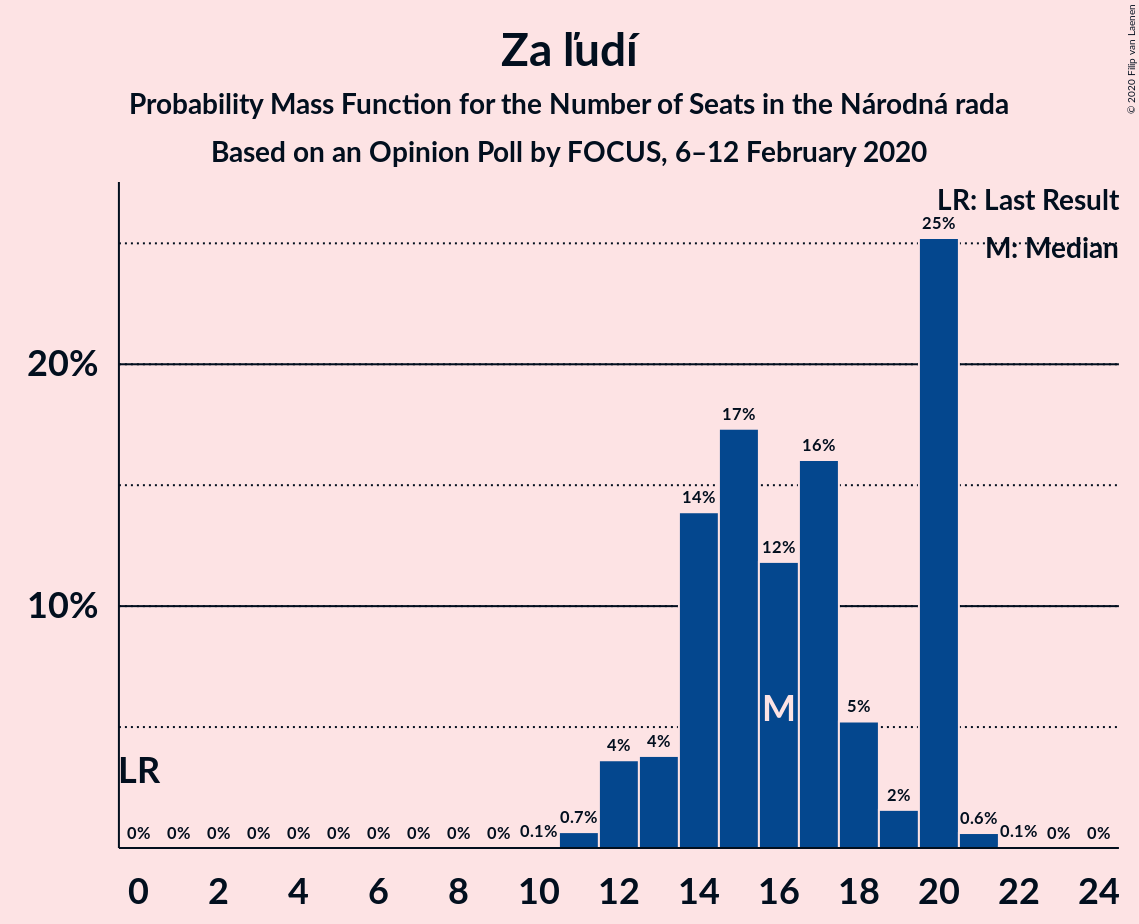 Za ľudí
Probability Mass Function for the Number of Seats in the Národná rada
Based on an Opinion Poll by FOCUS, 6–12 February 2020
© 2020 Filip van Laenen
LR: Last Result
M: Median
20%
10%
LR
M
0% 0% 0% 0% 0% 0% 0% 0% 0% 0% 0.1% 0.7% 4% 4% 14% 17% 12% 16% 5% 2% 25% 0.6% 0.1% 0% 0%
0 2 4 6 8 10 12 14 16 18 20 22 24